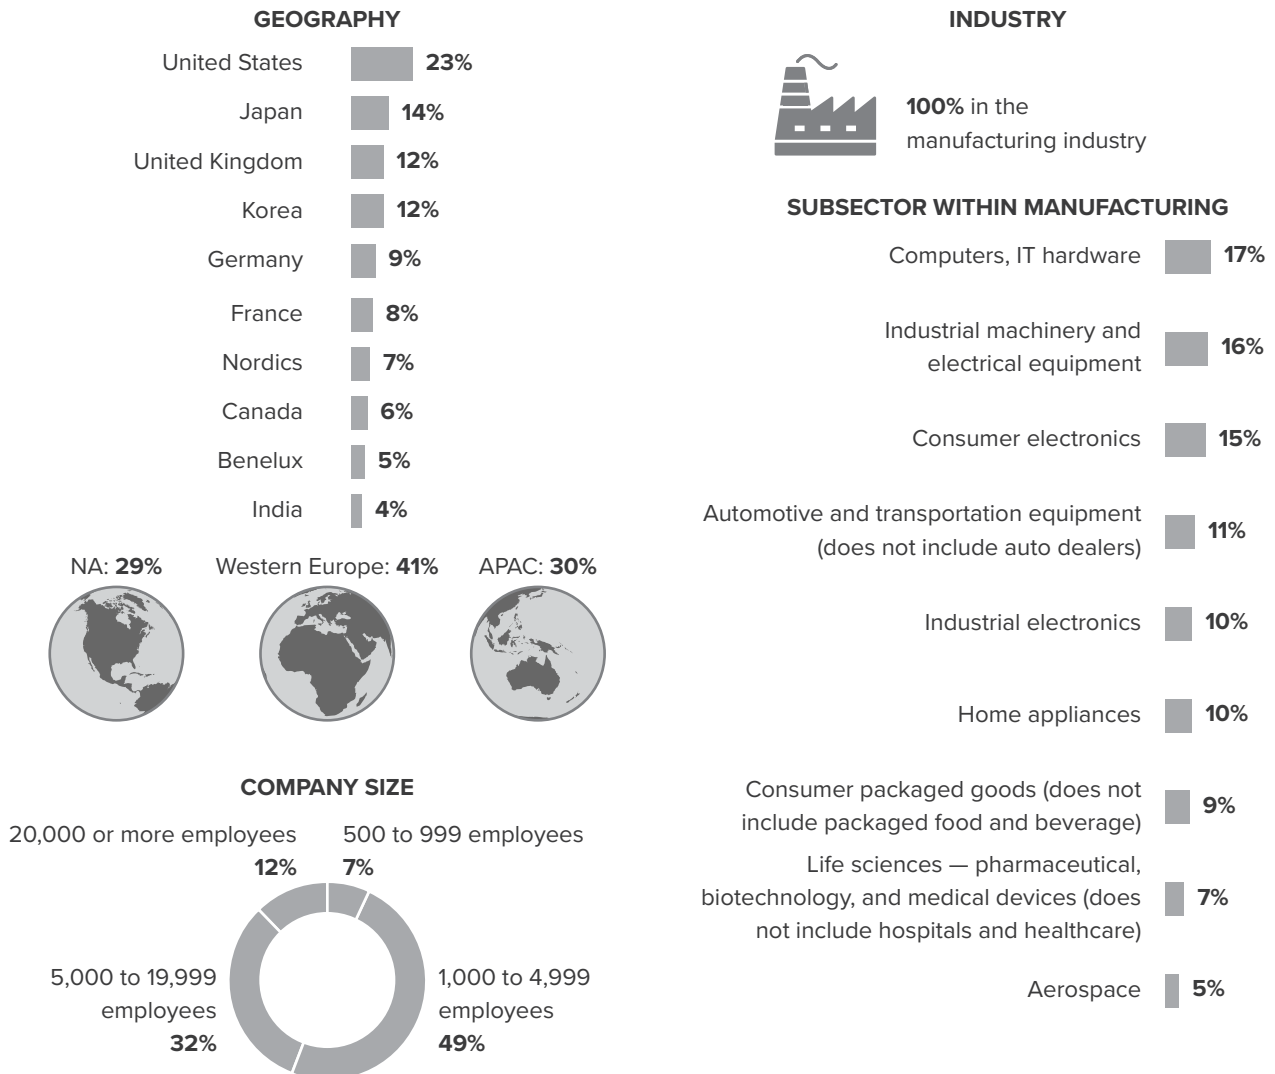 GEOGRAPHY
United States 23%
Japan 14%
United Kingdom 12%
Korea 12%
Germany 9%
France 8%
Nordics 7%
Canada 6%
Benelux 5%
India 4%
NA: 29% Western Europe: 41% APAC: 30%
COMPANY SIZE
20,000 or more employees
12%
500 to 999 employees
7%
5,000 to 19,999
employees
32%
1,000 to 4,999
employees
49%
INDUSTRY
100% in the
manufacturing industry
SUBSECTOR WITHIN MANUFACTURING
Computers, IT hardware 17%
Industrial machinery and
electrical equipment 16%
Consumer electronics 15%
Automotive and transportation equipment
(does not include auto dealers) 11%
Industrial electronics 10%
Home appliances 10%
Consumer packaged goods (does not
include packaged food and beverage) 9%
Life sciences — pharmaceutical,
biotechnology, and medical devices (does 7%
not include hospitals and healthcare)
Aerospace 5%